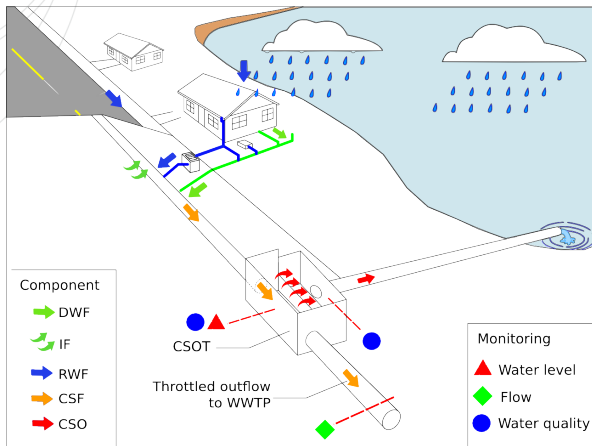 CSOT
Throttled outflow
to WWTP
Component
DWF
IF
RWF
CSF
CSO
Monitoring
Water level
Flow
Water quality